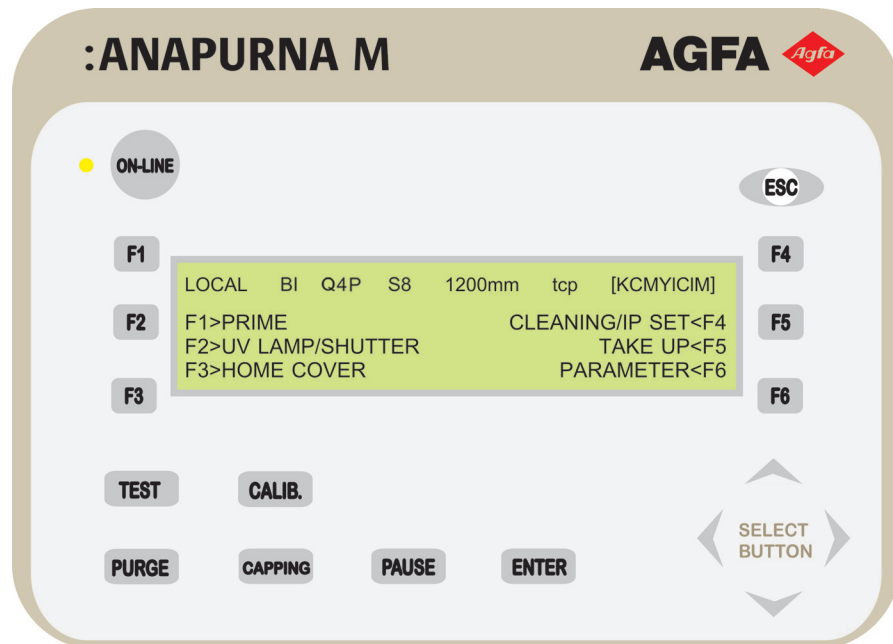 :ANAPURNA M
AGFA Agfa
ON-LINE
ESC
F1
F4
LOCAL BI Q4P S8 1200mm tcp [KCMYICIM]
F1>PRIME CLEANING/IP SET<F4
F2
F5
F2>UV LAMP/SHUTTER TAKE UP<F5
F3>HOME COVER PARAMETER<F6
F3
F6
TEST
CALIB.
SELECT
BUTTON
PURGE
CAPPING
PAUSE
ENTER